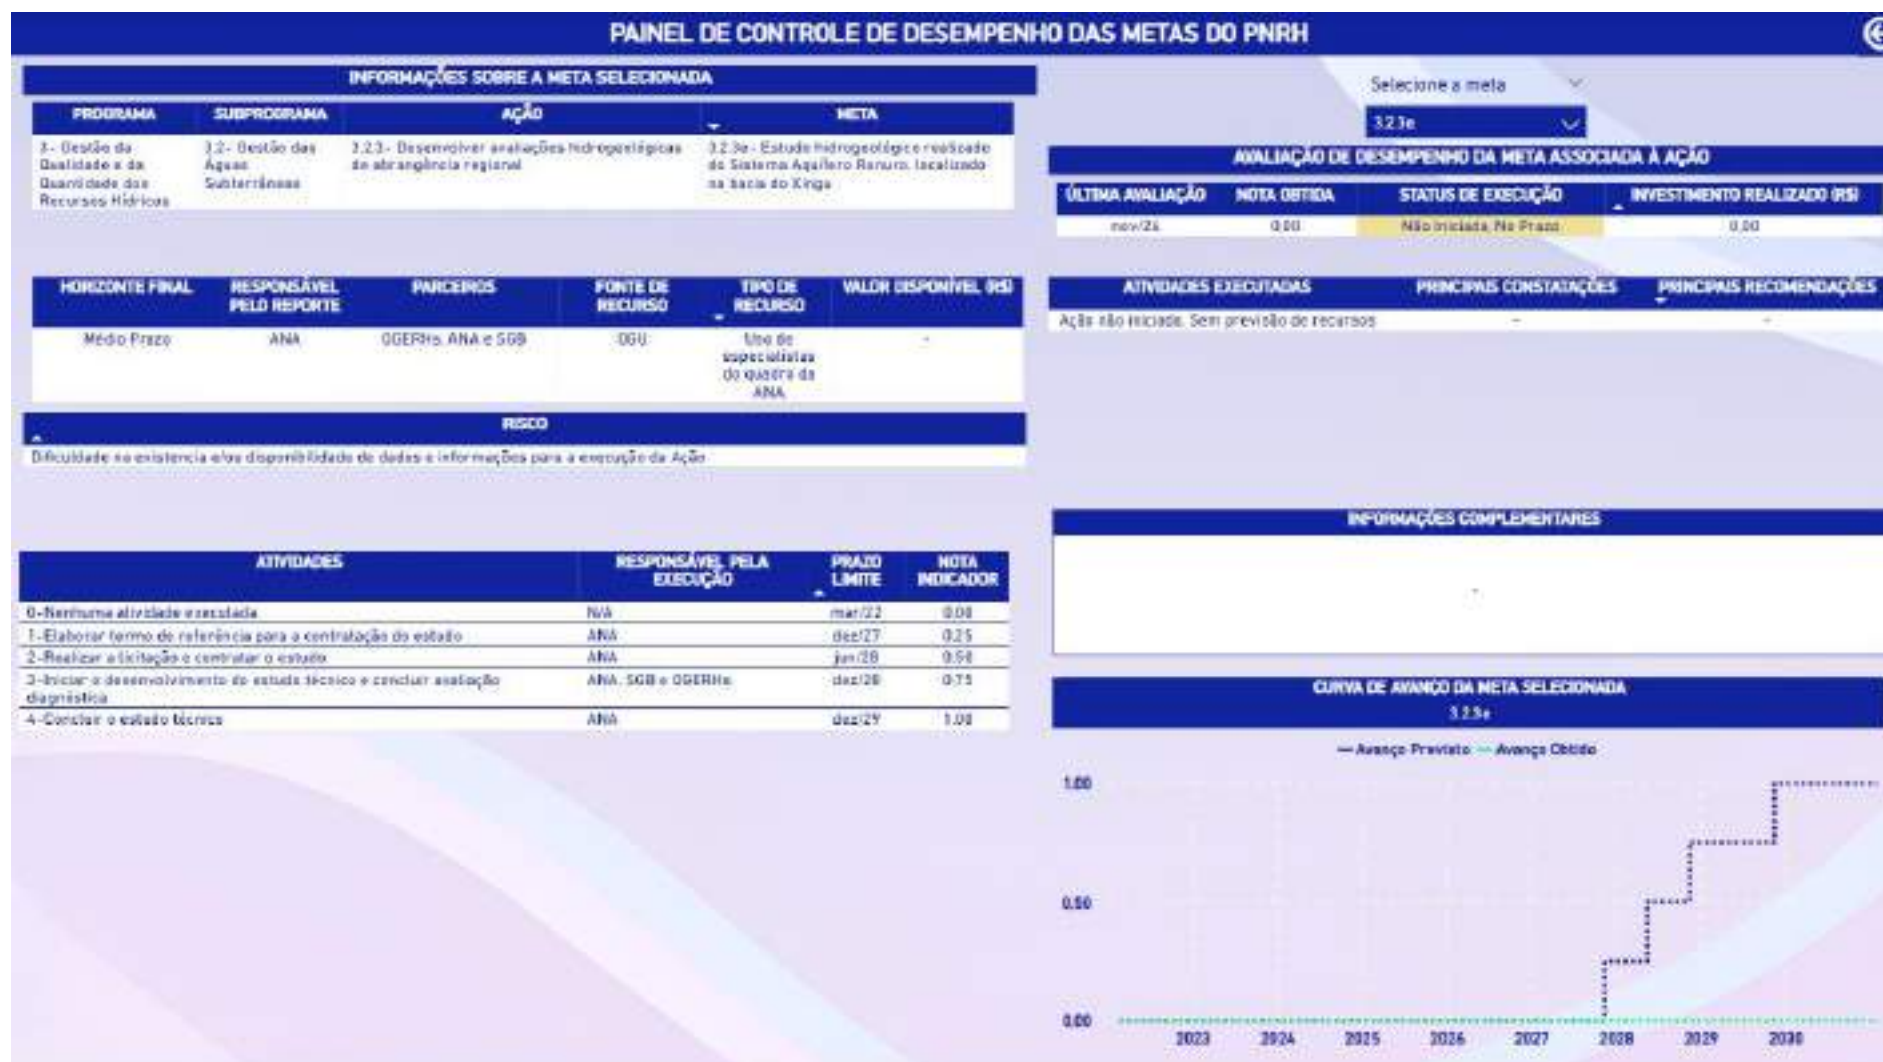 PAINEL DE CONTROLE DE DESEMPENHO DAS METAS DO PNRH
INFORMAÇÕES SOBRE A META SELECIONADA
PROGRAMA SUBPROGRAMA AÇÃO META
3- Gestão da Qualidade e da Quantidade dos Recursos Hídricos
3.2- Gestão das Águas Subterrâneas
3.2.3- Desenvolver avaliações hidrogeológicas de abrangência regional
3.2.3e- Estudo hidrogeológico realizado do Sistema Aquífero Ronuro, localizado na bacia do Xingu
HORIZONTE FINAL RESPONSÁVEL PELO REPORTE PARCEIROS FONTE DE RECURSO TIPO DE RECURSO VALOR DISPONÍVEL (R$)
Médio Prazo ANA OGERHs, ANA e SGB OGU Uso de especialistas do quadro da ANA -
RISCO
Dificuldade na existencia e/ou disponibilidade de dados e informações para a execução da Ação
ATIVIDADES RESPONSÁVEL PELA EXECUÇÃO PRAZO LIMITE NOTA INDICADOR
0-Nenhuma atividade executada N/A mar/22 0,00
1-Elaborar termo de referência para a contratação do estudo ANA dez/27 0,25
2-Realizar a licitação e contratar o estudo ANA jun/28 0,50
3-Iniciar o desenvolvimento do estudo técnico e concluir avaliação diagnóstica ANA, SGB e OGERHs dez/28 0,75
4-Concluir o estudo técnico ANA dez/29 1,00
Selecione a meta
3.2.3e
AVALIAÇÃO DE DESEMPENHO DA META ASSOCIADA À AÇÃO
ÚLTIMA AVALIAÇÃO NOTA OBTIDA STATUS DE EXECUÇÃO INVESTIMENTO REALIZADO (R$)
nov/24 0,00 Não Iniciada, No Prazo 0,00
ATIVIDADES EXECUTADAS PRINCIPAIS CONSTATAÇÕES PRINCIPAIS RECOMENDAÇÕES
Ação não iniciada. Sem previsão de recursos - -
INFORMAÇÕES COMPLEMENTARES
-
CURVA DE AVANÇO DA META SELECIONADA
3.2.3e
Avanço Previsto Avanço Obtido
1.00
0.50
0.00
2023 2024 2025 2026 2027 2028 2029 2030